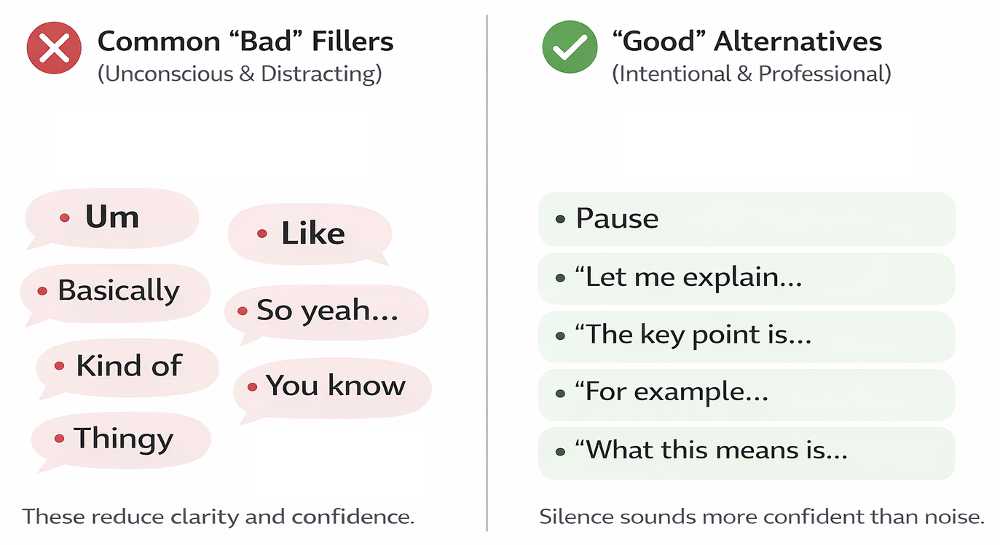 Common “Bad” Fillers
(Unconscious & Distracting)
• Um
• Like
• Basically
• So yeah...
• Kind of
• You know
• Thingy
These reduce clarity and confidence.
“Good” Alternatives
(Intentional & Professional)
• Pause
• “Let me explain...
• “The key point is...
• “For example...
• “What this means is...
Silence sounds more confident than noise.